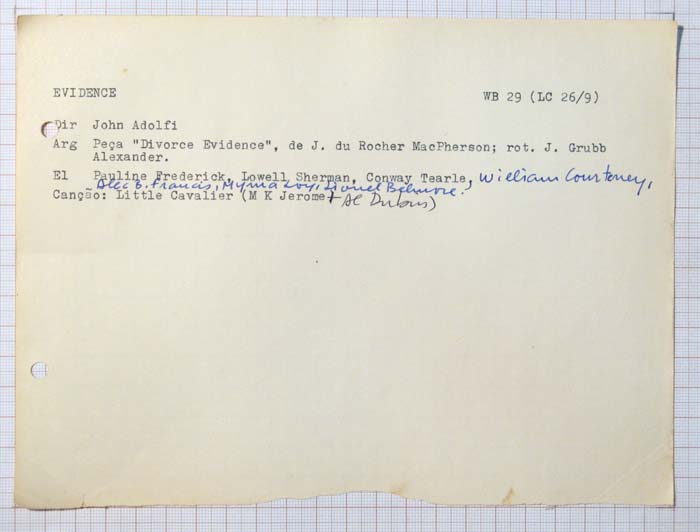 EVIDENCE WB 29 (LC 26/9)
Dir John Adolfi
Arg Peça "Divorce Evidence", de J. du Rocher MacPherson; rot. J. Grubb
Alexander.
El Pauline Frederick, Lowell Sherman, Conway Tearle, William Courteney,
Alec B. Francis, Myrna Loy, Lionel Belmore.
Canção: Little Cavalier (M K Jerome + Al Dubin)